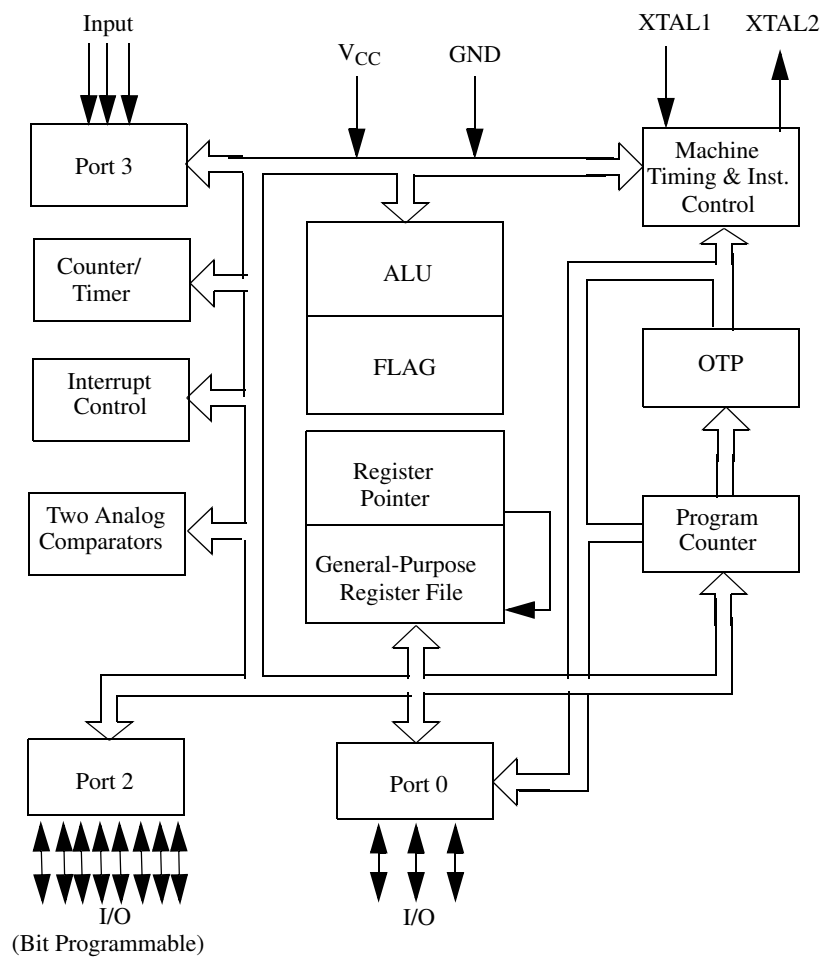 Input
V_CC
GND
XTAL1
XTAL2
Port 3
Machine
Timing & Inst.
Control
Counter/
Timer
ALU
FLAG
OTP
Interrupt
Control
Register
Pointer
Two Analog
Comparators
General-Purpose
Register File
Program
Counter
Port 2
Port 0
I/O
(Bit Programmable)
I/O